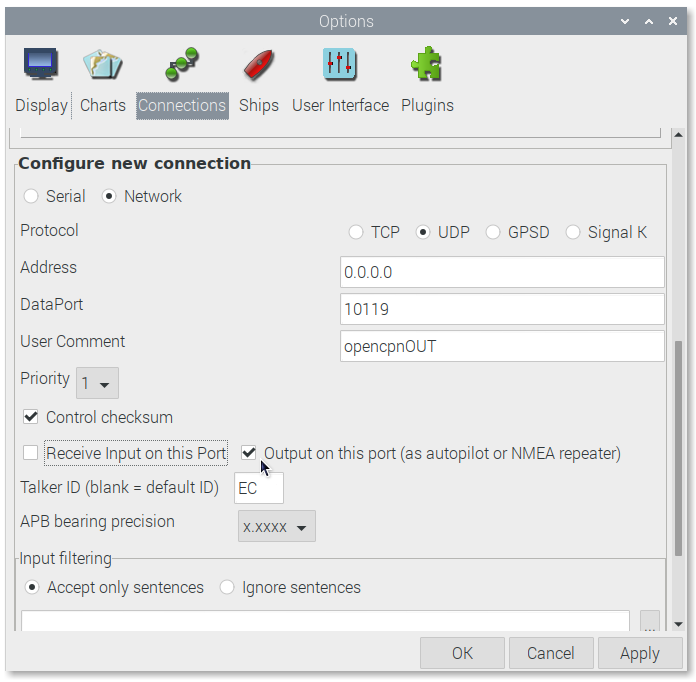 Options
Display Charts Connections Ships User Interface Plugins
Configure new connection
Serial Network
Protocol TCP UDP GPSD Signal K
Address 0.0.0.0
DataPort 10119
User Comment opencpnOUT
Priority 1
Control checksum
Receive Input on this Port Output on this port (as autopilot or NMEA repeater)
Talker ID (blank = default ID) EC
APB bearing precision x.xxxx
Input filtering
Accept only sentences Ignore sentences
...
OK Cancel Apply